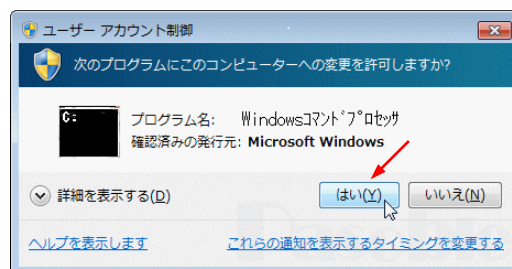 ユーザー アカウント制御
次のプログラムにこのコンピューターへの変更を許可しますか?
C:
プログラム名: Windowsコマンド プロセッサ
確認済みの発行元: Microsoft Windows
詳細を表示する(D)
はい(Y)
いいえ(N)
ヘルプを表示します
これらの通知を表示するタイミングを変更する